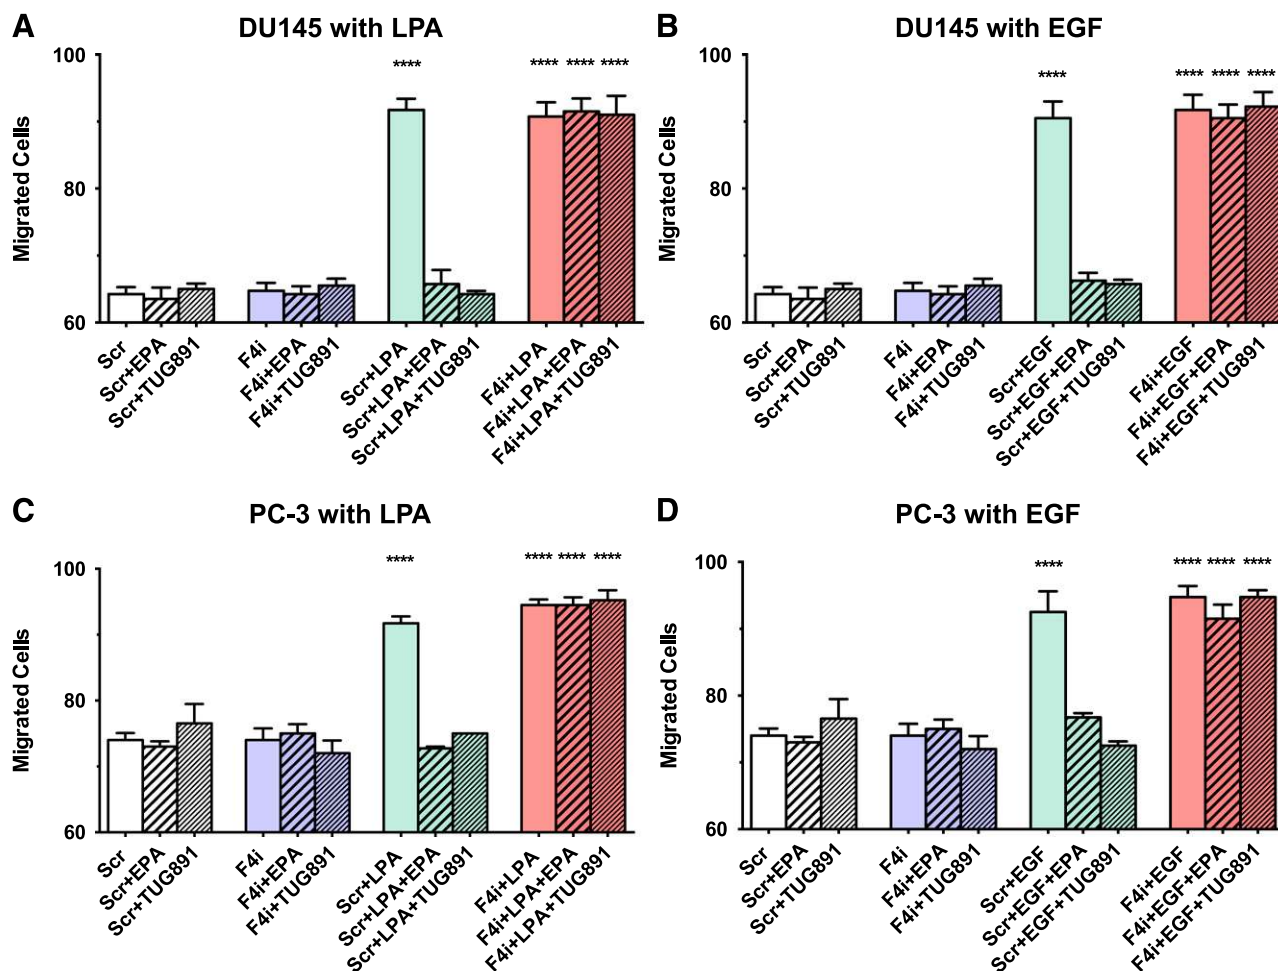 A
DU145 with LPA
Migrated Cells
100
80
60
****
**** **** ****
Scr
Scr+EPA
Scr+TUG891
F4i
F4i+EPA
F4i+TUG891
Scr+LPA
Scr+LPA+EPA
Scr+LPA+TUG891
F4i+LPA
F4i+LPA+EPA
F4i+LPA+TUG891
B
DU145 with EGF
Migrated Cells
100
80
60
****
**** **** ****
Scr
Scr+EPA
Scr+TUG891
F4i
F4i+EPA
F4i+TUG891
Scr+EGF
Scr+EGF+EPA
Scr+EGF+TUG891
F4i+EGF
F4i+EGF+EPA
F4i+EGF+TUG891
C
PC-3 with LPA
Migrated Cells
100
80
60
****
**** **** ****
Scr
Scr+EPA
Scr+TUG891
F4i
F4i+EPA
F4i+TUG891
Scr+LPA
Scr+LPA+EPA
Scr+LPA+TUG891
F4i+LPA
F4i+LPA+EPA
F4i+LPA+TUG891
D
PC-3 with EGF
Migrated Cells
100
80
60
****
**** **** ****
Scr
Scr+EPA
Scr+TUG891
F4i
F4i+EPA
F4i+TUG891
Scr+EGF
Scr+EGF+EPA
Scr+EGF+TUG891
F4i+EGF
F4i+EGF+EPA
F4i+EGF+TUG891